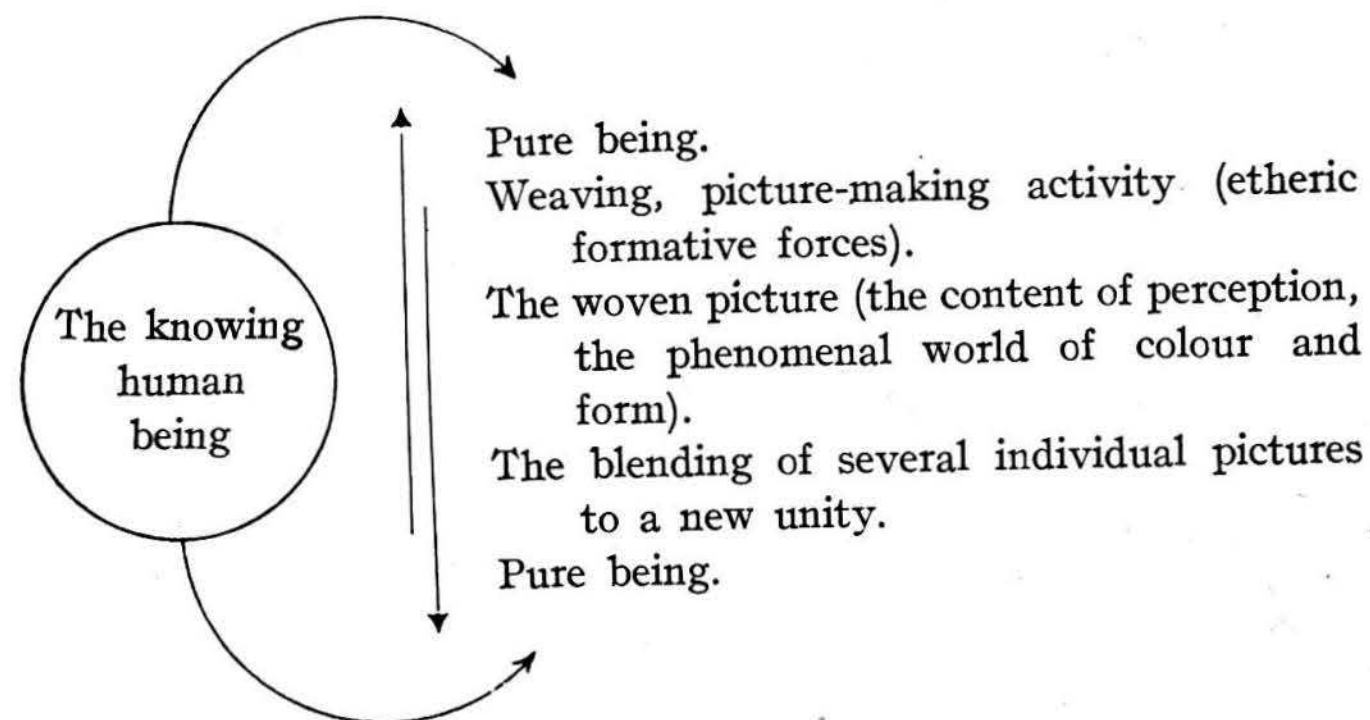 The knowing
human
being
Pure being.
Weaving, picture-making activity (etheric
formative forces).
The woven picture (the content of perception,
the phenomenal world of colour and
form).
The blending of several individual pictures
to a new unity.
Pure being.